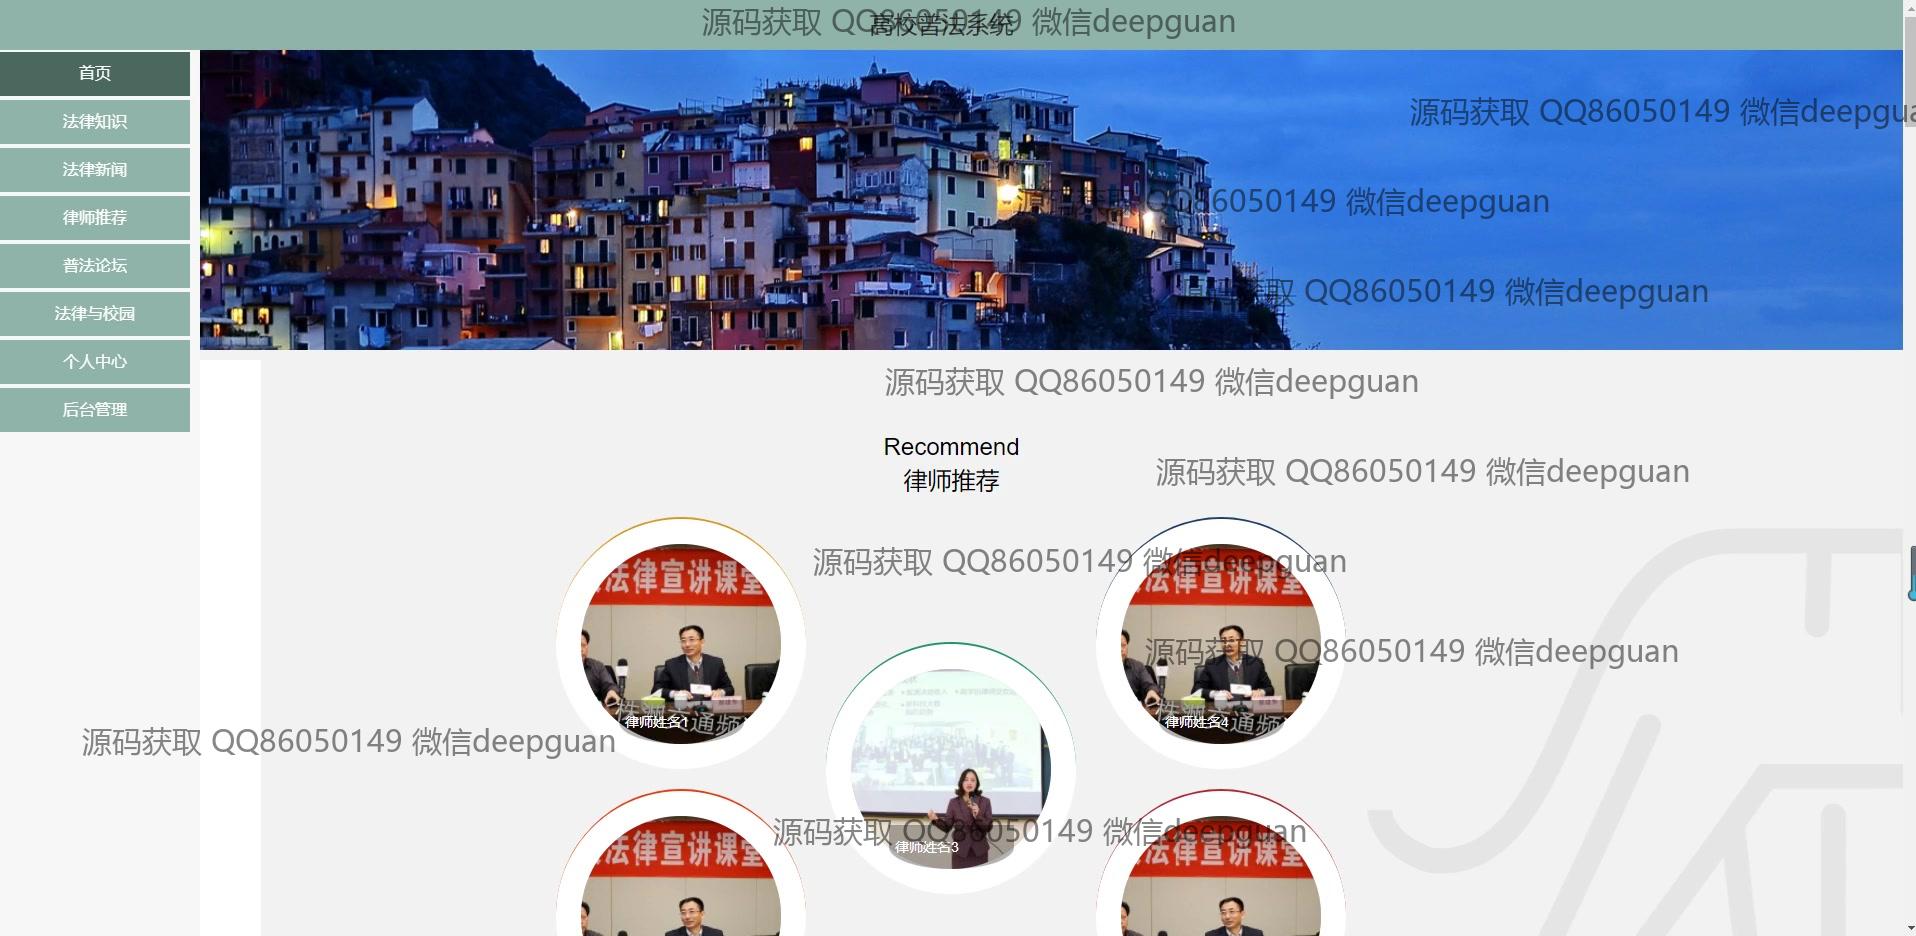 源码获取 QQ86050149 微信deepguan
高校普法系统
首页
法律知识
法律新闻
律师推荐
普法论坛
法律与校园
个人中心
后台管理
源码获取 QQ86050149 微信deepgua
源码获取 QQ86050149 微信deepguan
源码获取 QQ86050149 微信deepguan
源码获取 QQ86050149 微信deepguan
Recommend
律师推荐
源码获取 QQ86050149 微信deepguan
源码获取 QQ86050149 微信deepguan
法律宣讲课堂
律师姓名1
法律宣讲课堂
律师姓名4
源码获取 QQ86050149 微信deepguan
源码获取 QQ86050149 微信deepguan
源码获取 QQ86050149 微信deepguan
律师姓名3
法律宣讲课堂
法律宣讲课堂